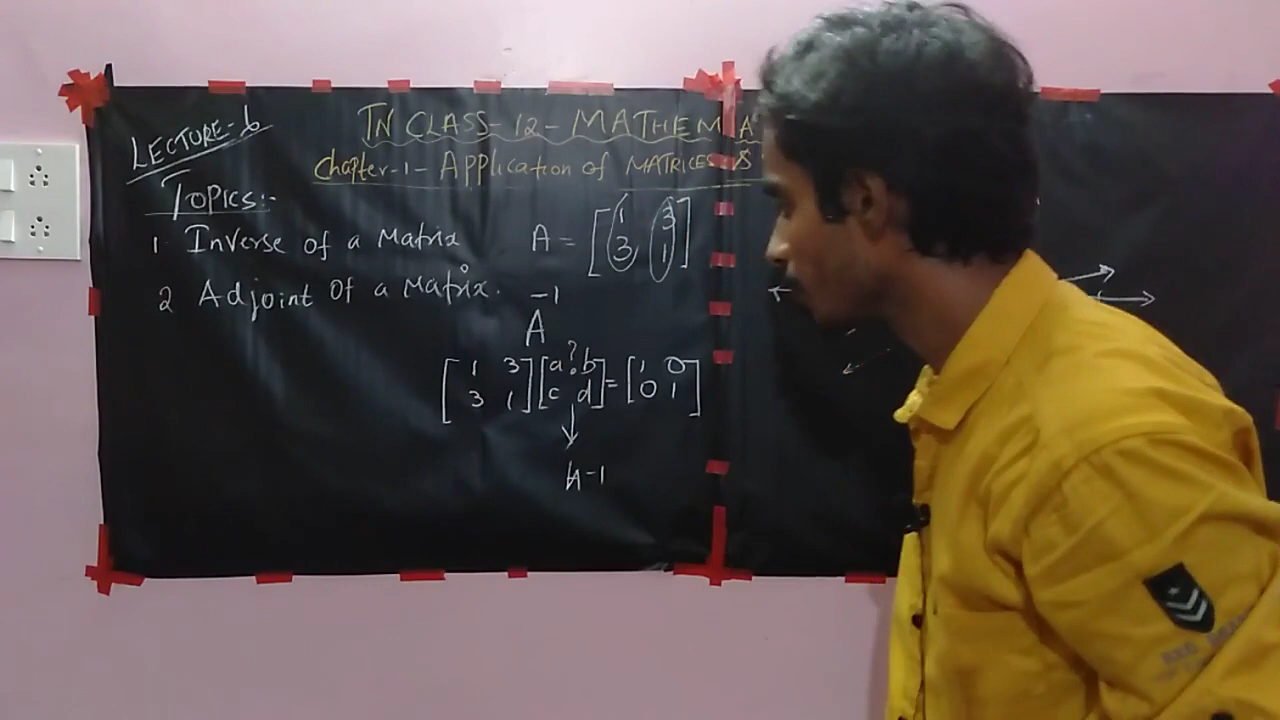 LECTURE-6
TN CLASS-12-MATHEMA
Chapter-1-Application of MATRICES &
Topics:-
1 Inverse of a Matrix
2 Adjoint of a Matrix.
A = [1 3
3 1]
A⁻¹
[1 3 [a ? b = [1 0
3 1] c d] 0 1]
A-1